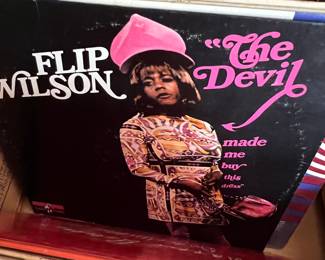 FLIP
WILSON
"The
Devil
made
me
buy
this
dress"